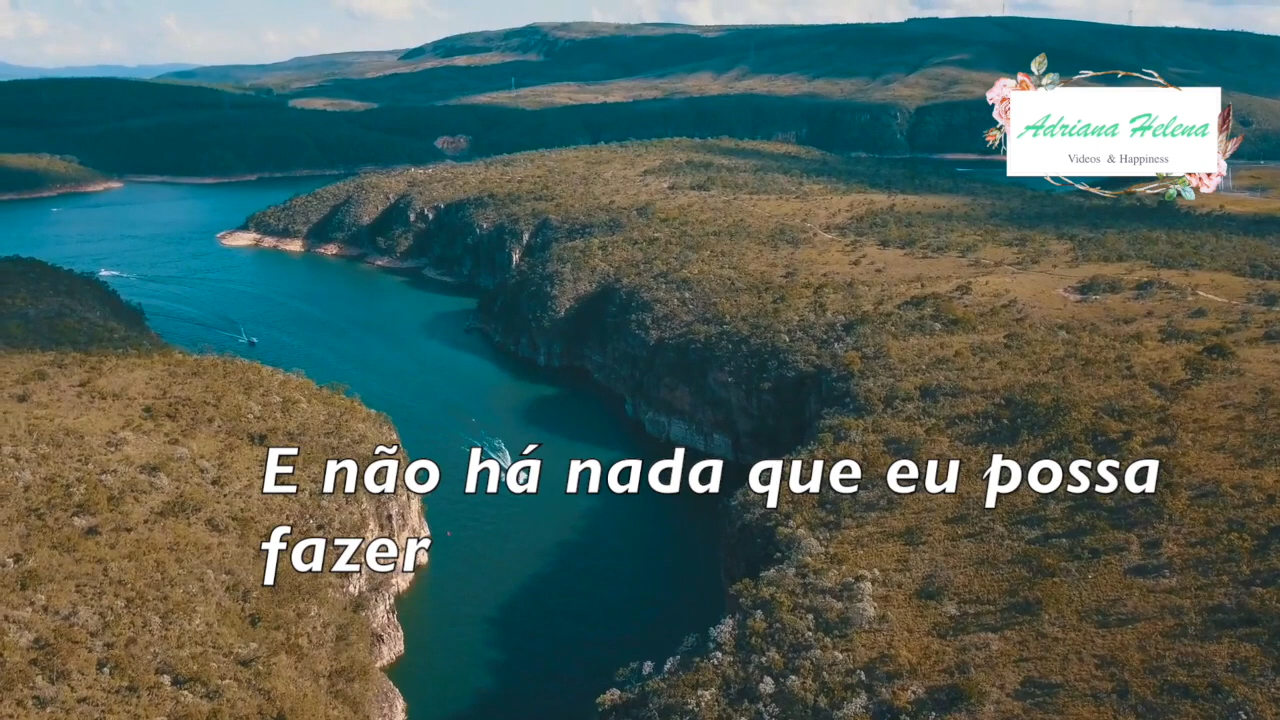 Adriana Helena
Videos & Happiness
E não há nada que eu possa
fazer